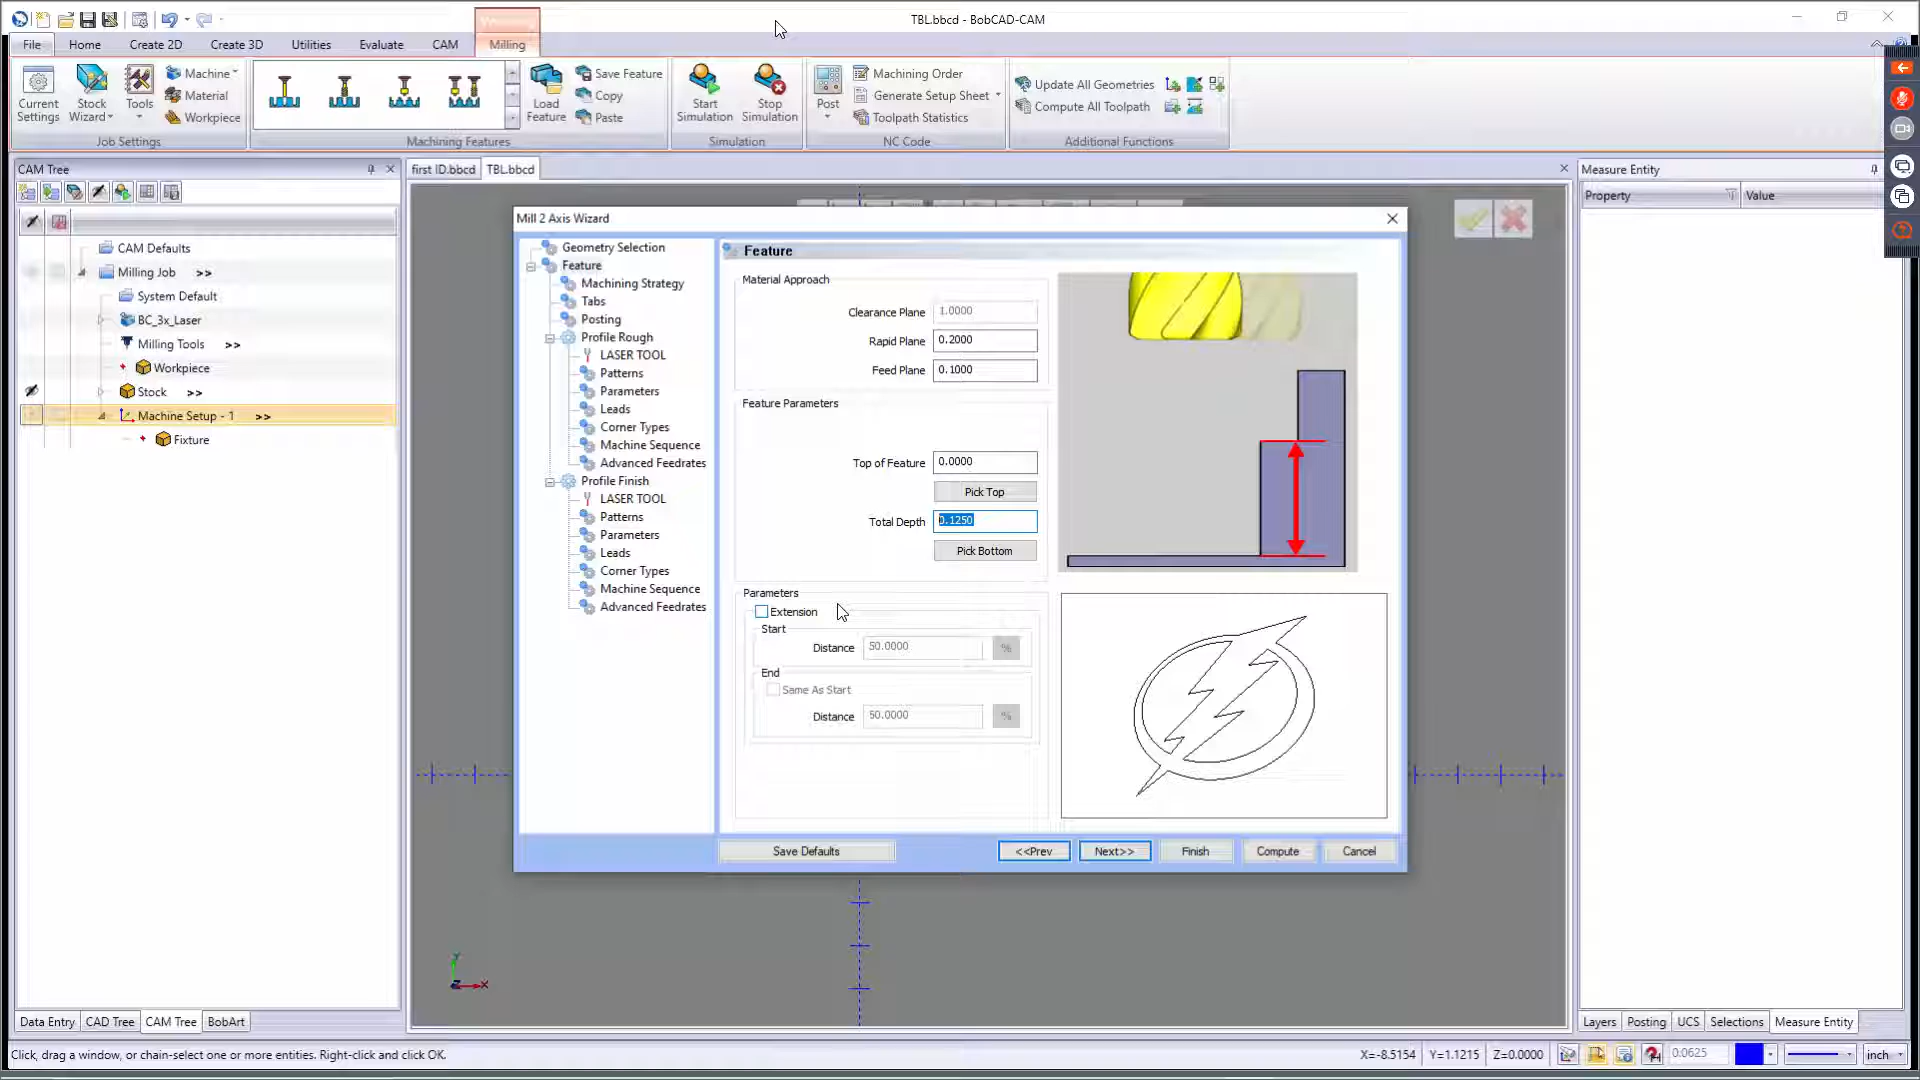 TBL.bbcd - BobCAD-CAM
File
Home
Create 2D
Create 3D
Utilities
Evaluate
CAM
Milling
Current Settings
Stock Wizard
Tools
Machine
Material
Workpiece
Job Settings
Machining Features
Load Feature
Save Feature
Copy
Paste
Start Simulation
Stop Simulation
Simulation
Post
Machining Order
Generate Setup Sheet
Toolpath Statistics
NC Code
Update All Geometries
Compute All Toolpath
Additional Functions
CAM Tree
first ID.bbcd
TBL.bbcd
Measure Entity
Property
Value
CAM Defaults
Milling Job >>
System Default
BC_3x_Laser
Milling Tools >>
Workpiece
Stock >>
Machine Setup - 1 >>
Fixture
Mill 2 Axis Wizard
Geometry Selection
Feature
Machining Strategy
Tabs
Posting
Profile Rough
LASER TOOL
Patterns
Parameters
Leads
Corner Types
Machine Sequence
Advanced Feedrates
Profile Finish
LASER TOOL
Patterns
Parameters
Leads
Corner Types
Machine Sequence
Advanced Feedrates
Feature
Material Approach
Clearance Plane 1.0000
Rapid Plane 0.2000
Feed Plane 0.1000
Feature Parameters
Top of Feature 0.0000
Pick Top
Total Depth 0.1250
Pick Bottom
Parameters
Extension
Start
Distance 50.0000 %
End
Same As Start
Distance 50.0000 %
Save Defaults
<<Prev
Next>>
Finish
Compute
Cancel
Y
X
Data Entry
CAD Tree
CAM Tree
BobArt
Layers
Posting
UCS
Selections
Measure Entity
Click, drag a window, or chain-select one or more entities. Right-click and click OK.
X=-8.5154
Y=1.1215
Z=0.0000
0.0625
inch